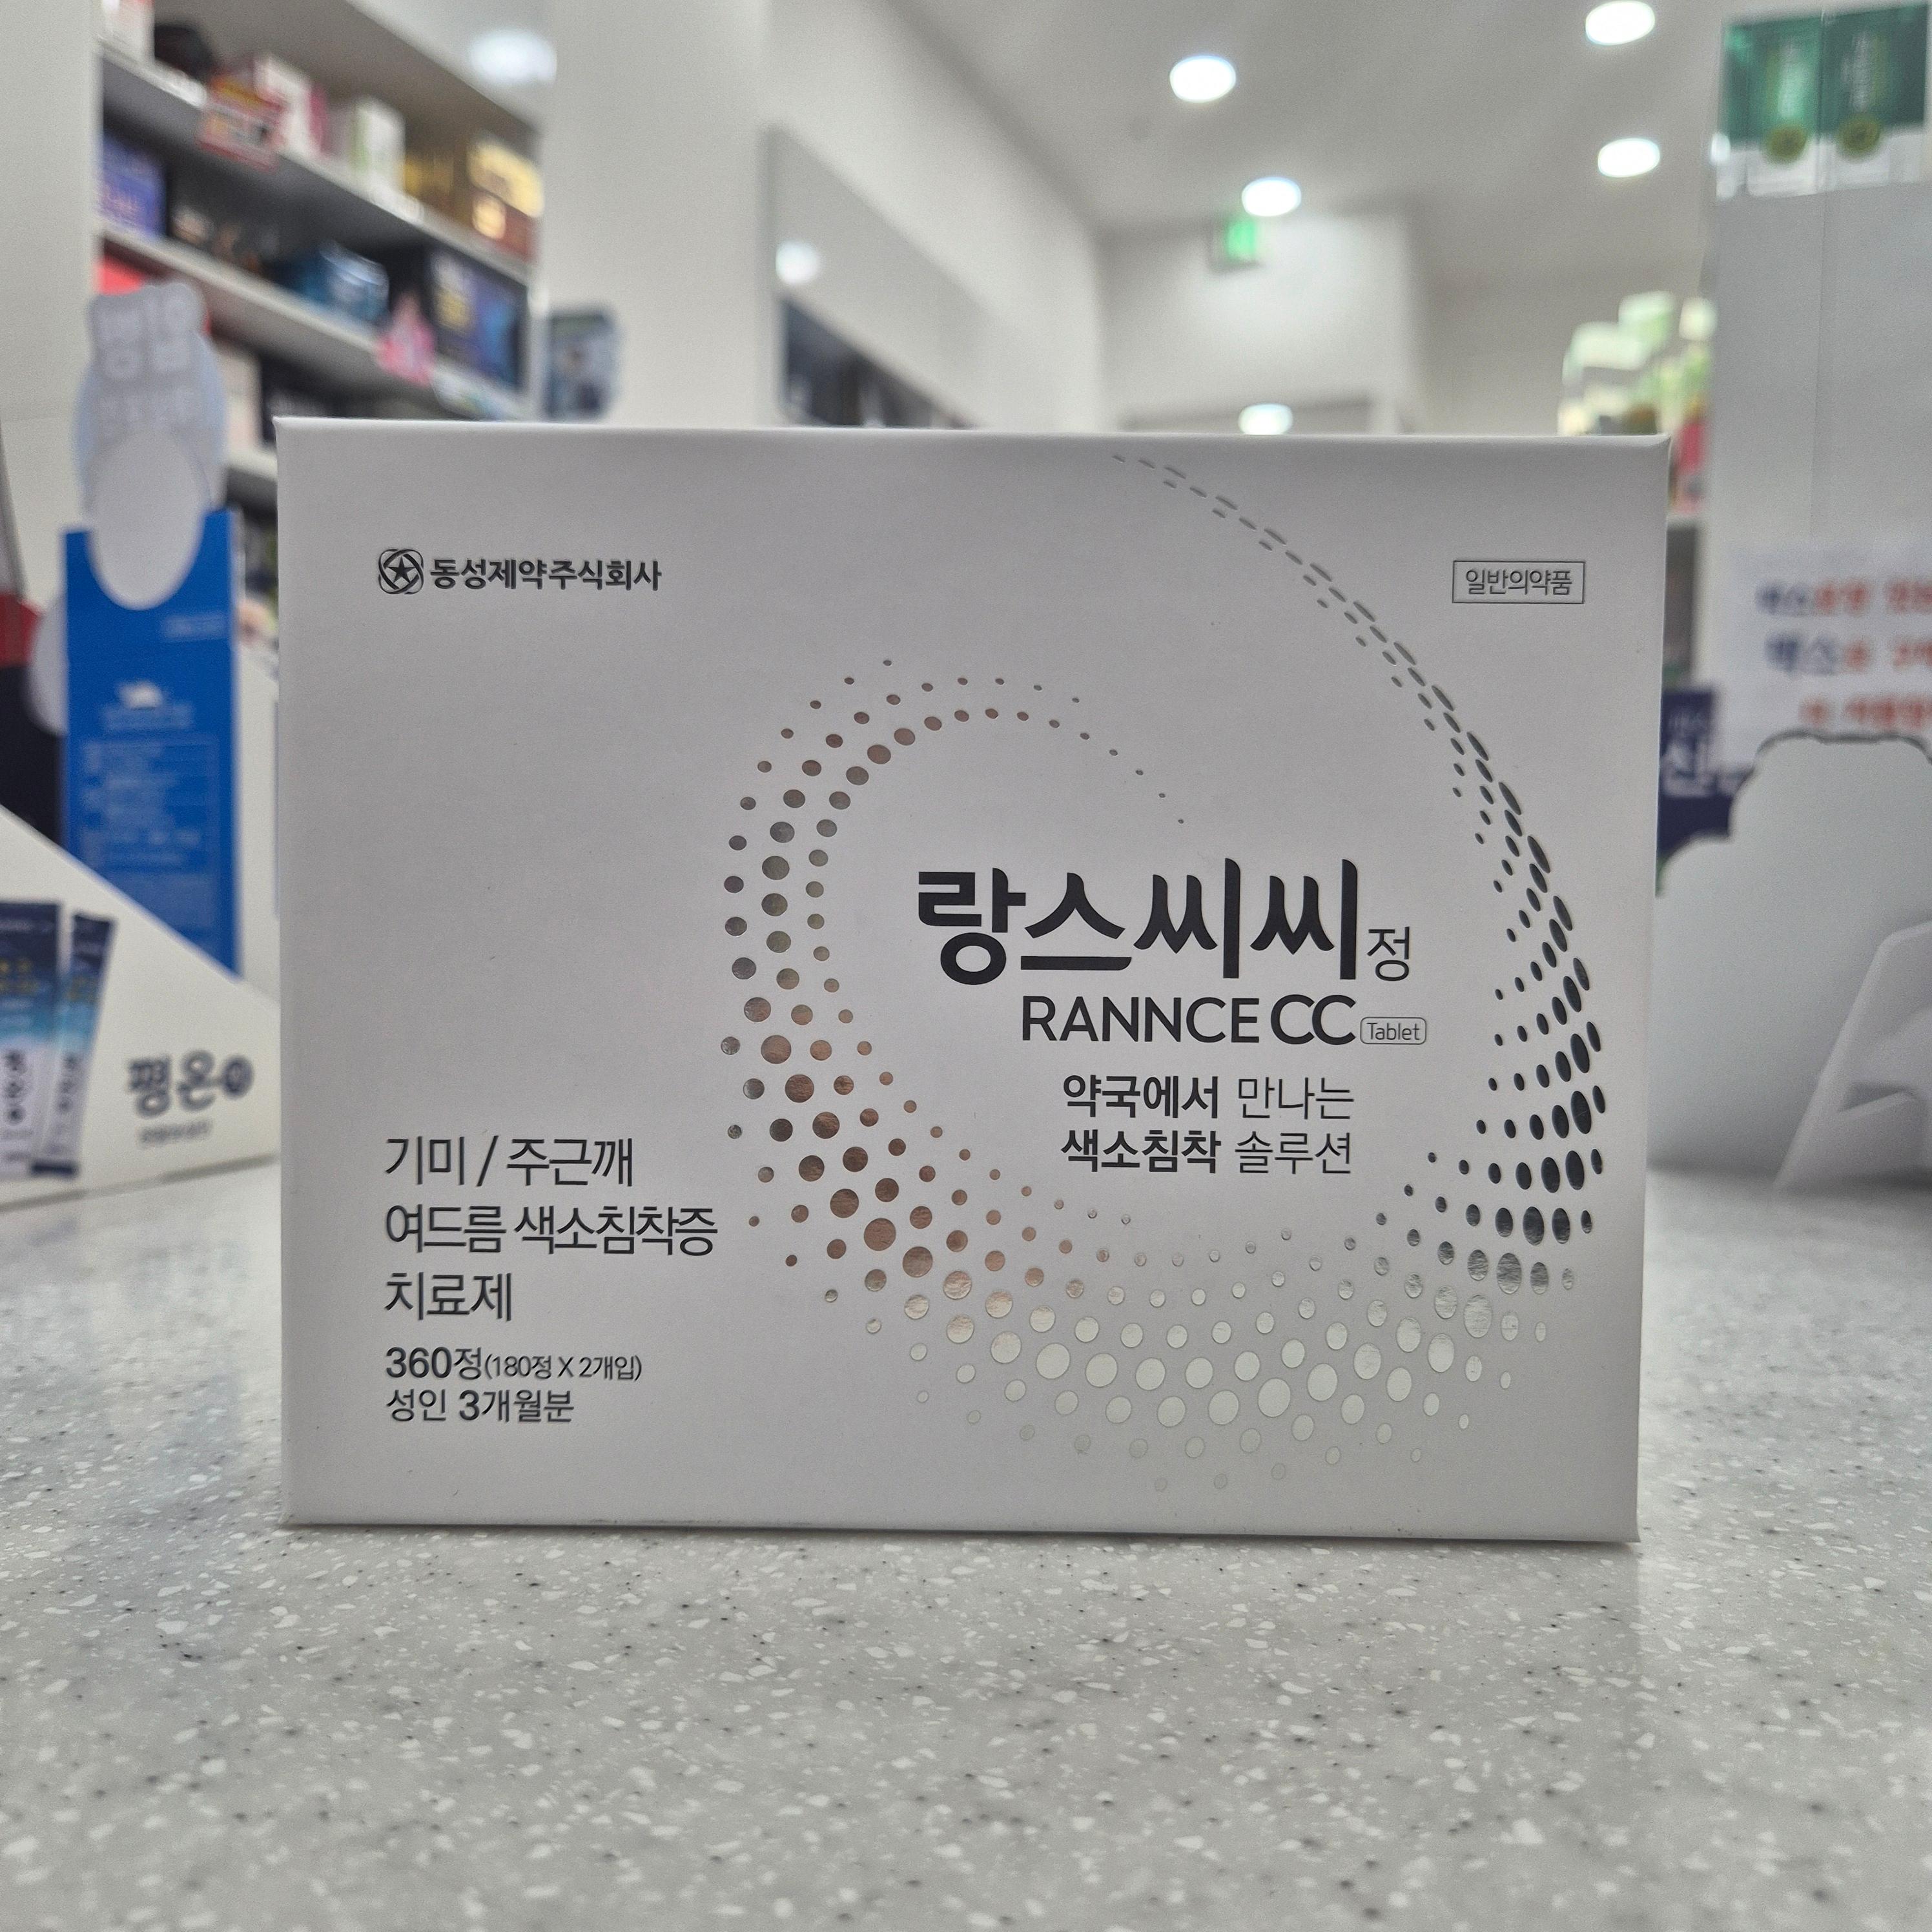 동성제약주식회사
일반의약품
랑스씨씨정
RANNCE CC Tablet
약국에서 만나는
색소침착 솔루션
기미 / 주근깨
여드름 색소침착증
치료제
360정(180정 X 2개입)
성인 3개월분
평온